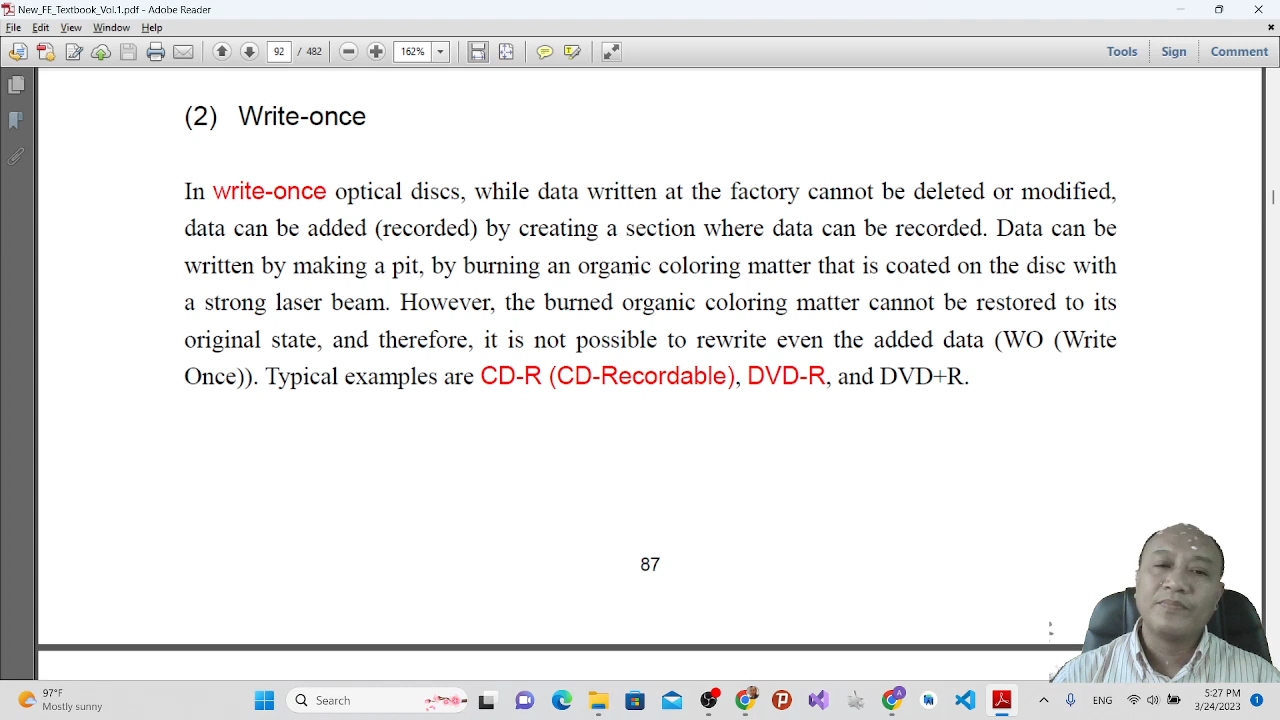 New_FE_Textbook_Vol.1.pdf - Adobe Reader
File Edit View Window Help
92 / 482 162% Tools Sign Comment
(2) Write-once
In write-once optical discs, while data written at the factory cannot be deleted or modified,
data can be added (recorded) by creating a section where data can be recorded. Data can be
written by making a pit, by burning an organic coloring matter that is coated on the disc with
a strong laser beam. However, the burned organic coloring matter cannot be restored to its
original state, and therefore, it is not possible to rewrite even the added data (WO (Write
Once)). Typical examples are CD-R (CD-Recordable), DVD-R, and DVD+R.
87
97°F
Mostly sunny
Search
ENG
5:27 PM
3/24/2023
1